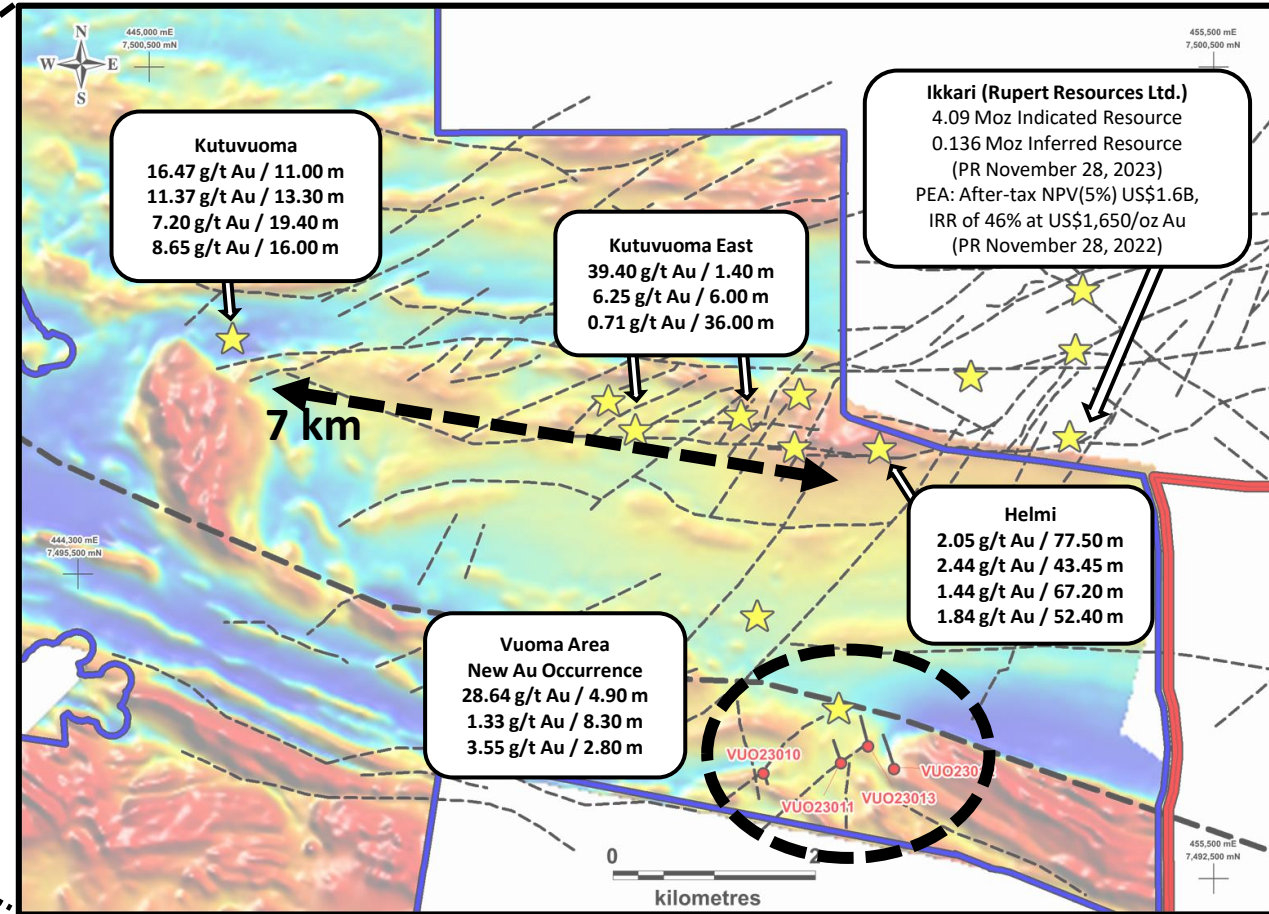 N
W E
S
445,000 mE
7,500,500 mN
455,500 mE
7,500,500 mN
Ikkari (Rupert Resources Ltd.)
4.09 Moz Indicated Resource
0.136 Moz Inferred Resource
(PR November 28, 2023)
PEA: After-tax NPV(5%) US$1.6B,
IRR of 46% at US$1,650/oz Au
(PR November 28, 2022)
Kutuvuoma
16.47 g/t Au / 11.00 m
11.37 g/t Au / 13.30 m
7.20 g/t Au / 19.40 m
8.65 g/t Au / 16.00 m
Kutuvuoma East
39.40 g/t Au / 1.40 m
6.25 g/t Au / 6.00 m
0.71 g/t Au / 36.00 m
7 km
Helmi
2.05 g/t Au / 77.50 m
2.44 g/t Au / 43.45 m
1.44 g/t Au / 67.20 m
1.84 g/t Au / 52.40 m
444,300 mE
7,495,500 mN
Vuoma Area
New Au Occurrence
28.64 g/t Au / 4.90 m
1.33 g/t Au / 8.30 m
3.55 g/t Au / 2.80 m
VUO23010
VUO23011
VUO23013
0 2
kilometres
455,500 mE
7,492,500 mN